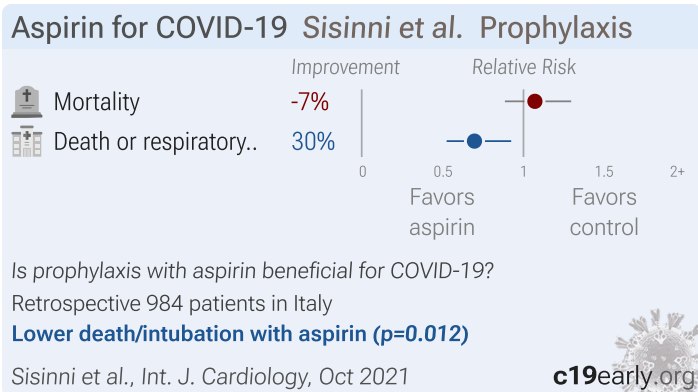 Aspirin for COVID-19 Sisinni et al. Prophylaxis
Improvement Relative Risk
Mortality -7%
Death or respiratory.. 30%
0 0.5 1 1.5 2+
Favors aspirin Favors control
Is prophylaxis with aspirin beneficial for COVID-19?
Retrospective 984 patients in Italy
Lower death/intubation with aspirin (p=0.012)
Sisinni et al., Int. J. Cardiology, Oct 2021 c19early.org